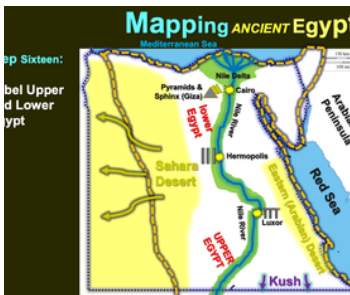 Mapping ANCIENT Egypt
Mediterranean Sea
ep Sixteen:
bel Upper
d Lower
gypt
Nile Delta
Pyramids &
Sphinx (Giza)
Cairo
lower
Egypt
Nile River
Arabian
Peninsula
Hermopolis
Sahara
Desert
Red Sea
Eastern (Arabian) Desert
Nile River
Luxor
UPPER
EGYPT
Kush